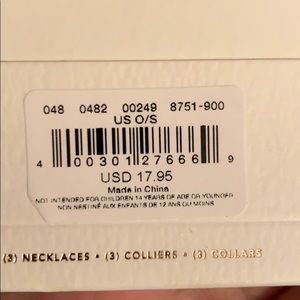 048 0482 00249 8751-900
US O/S
4 00301 27666 9
USD 17.95
Made in China
NOT INTENDED FOR CHILDREN 14 YEARS OF AGE OR YOUNGER
NON NESTINÉ AUX ENFANTS DE 12 ANS OU MOINS
(3) NECKLACES • (3) COLLIERS • (3) COLLARS